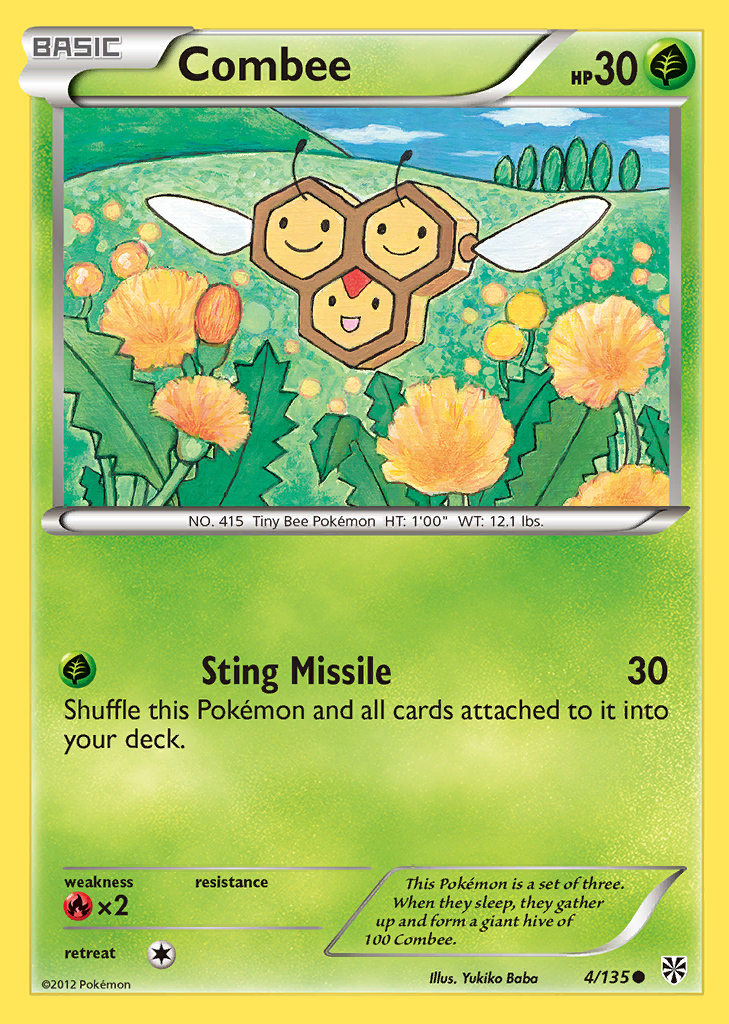 BASIC
Combee
HP30
NO. 415 Tiny Bee Pokémon HT: 1'00" WT: 12.1 lbs.
Sting Missile 30
Shuffle this Pokémon and all cards attached to it into
your deck.
weakness resistance
×2
retreat
This Pokémon is a set of three.
When they sleep, they gather
up and form a giant hive of
100 Combee.
©2012 Pokémon
Illus. Yukiko Baba
4/135